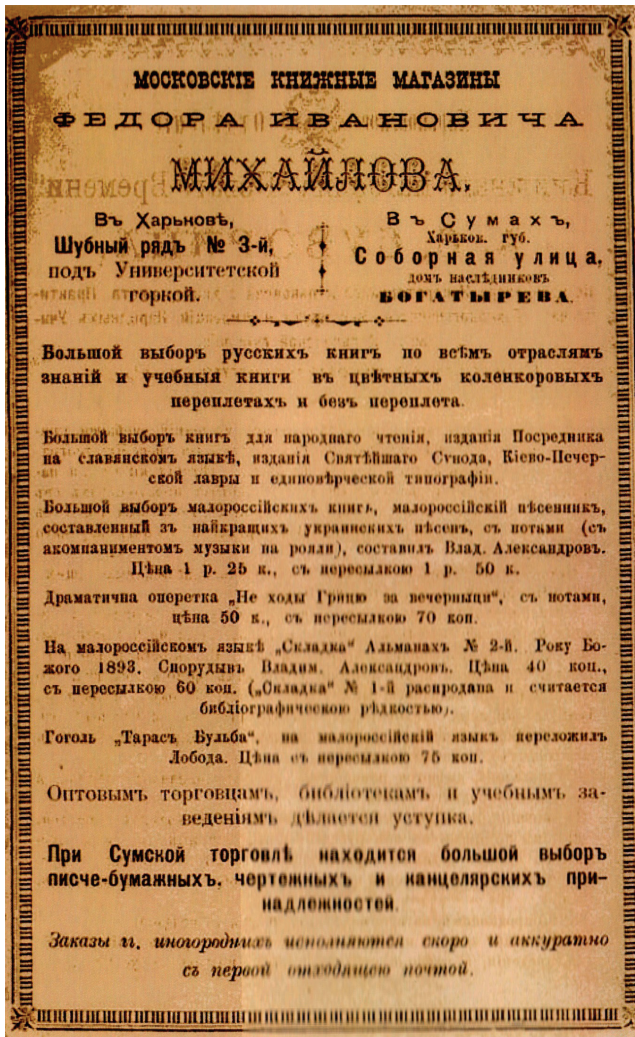 МОСКОВСКІЕ КНИЖНЫЕ МАГАЗИНЫ
ФЕДОРА ИВАНОВИЧА
МИХАЙЛОВА.
Въ Харьковѣ,
Шубный рядъ № 3-й,
подъ Университетской
горкой.
Въ Сумахъ,
Харьков. губ.
Соборная улица.
домъ наслѣдниковъ
БОГАТЫРЕВА.
Большой выборъ русскихъ книгъ по всѣмъ отраслямъ
знаній и учебныя книги въ цвѣтныхъ коленкоровыхъ
переплетахъ и безъ переплета.
Большой выборъ книгъ для народнаго чтенія, изданія Посредника
на славянскомъ языкѣ, изданія Святѣйшаго Сѵнода, Кіево-Печер-
ской лавры и единовѣрческой типографіи.
Большой выборъ малороссійскихъ книгъ, малороссійскій пѣсенникъ,
составленный зъ найкращихъ украинскихъ пѣсенъ, съ нотами (съ
акомпаниментомъ музыки на рояли), составилъ Влад. Александровъ.
Цѣна 1 р. 25 к., съ пересылкою 1 р. 50 к.
Драматична оперетка „Не ходы Грицю за вечерныци“, съ нотами,
цѣна 50 к., съ пересылкою 70 коп.
На малороссійскомъ языкѣ „Складка“ Альманахъ № 2-й. Року Бо-
жого 1893. Спорудывъ Владим. Александровъ. Цѣна 40 коп.,
съ пересылкою 60 коп. („Складка“ № 1-й распродана и считается
библіографическою рѣдкостью).
Гоголь „Тарасъ Бульба“, на малороссійскій языкъ переложилъ
Лобода. Цѣна съ пересылкою 75 коп.
Оптовымъ торговцамъ, библіотекамъ и учебнымъ за-
веденіямъ дѣлается уступка.
При Сумской торговлѣ находится большой выборъ
писче-бумажныхъ, чертежныхъ и канцелярскихъ при-
надлежностей.
Заказы гг. иногороднихъ исполняются скоро и аккуратно
съ первой отходящею почтой.